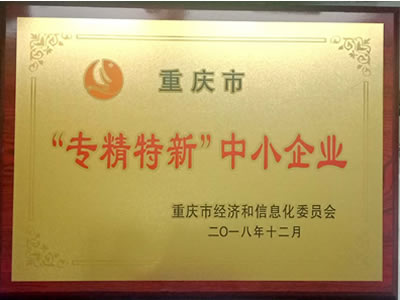 重庆市
“专精特新”中小企业
重庆市经济和信息化委员会
二〇一八年十二月